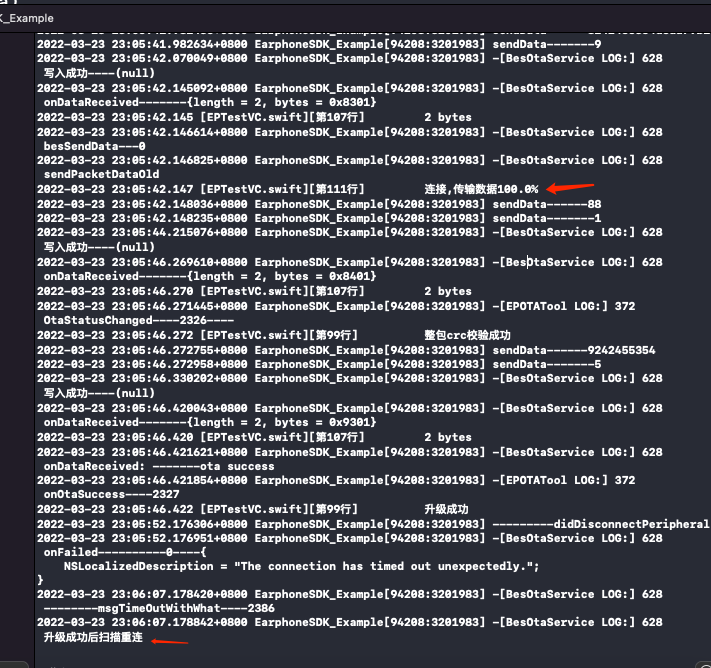 K_Example
2022-03-23 23:05:41.982634+0800 EarphoneSDK_Example[94208:3201983] sendData-------9
2022-03-23 23:05:42.070049+0800 EarphoneSDK_Example[94208:3201983] -[BesOtaService LOG:] 628
写入成功----(null)
2022-03-23 23:05:42.145092+0800 EarphoneSDK_Example[94208:3201983] -[BesOtaService LOG:] 628
onDataReceived-------{length = 2, bytes = 0x8301}
2022-03-23 23:05:42.145 [EPTestVC.swift][第107行] 2 bytes
2022-03-23 23:05:42.146614+0800 EarphoneSDK_Example[94208:3201983] -[BesOtaService LOG:] 628
besSendData---0
2022-03-23 23:05:42.146825+0800 EarphoneSDK_Example[94208:3201983] -[BesOtaService LOG:] 628
sendPacketDataOld
2022-03-23 23:05:42.147 [EPTestVC.swift][第111行] 连接,传输数据100.0%
2022-03-23 23:05:42.148036+0800 EarphoneSDK_Example[94208:3201983] sendData------88
2022-03-23 23:05:42.148235+0800 EarphoneSDK_Example[94208:3201983] sendData-------1
2022-03-23 23:05:44.215076+0800 EarphoneSDK_Example[94208:3201983] -[BesOtaService LOG:] 628
写入成功----(null)
2022-03-23 23:05:46.269610+0800 EarphoneSDK_Example[94208:3201983] -[BesOtaService LOG:] 628
onDataReceived-------{length = 2, bytes = 0x8401}
2022-03-23 23:05:46.270 [EPTestVC.swift][第107行] 2 bytes
2022-03-23 23:05:46.271445+0800 EarphoneSDK_Example[94208:3201983] -[EPOTATool LOG:] 372
OtaStatusChanged----2326----
2022-03-23 23:05:46.272 [EPTestVC.swift][第99行] 整包crc校验成功
2022-03-23 23:05:46.272755+0800 EarphoneSDK_Example[94208:3201983] sendData------9242455354
2022-03-23 23:05:46.272958+0800 EarphoneSDK_Example[94208:3201983] sendData-------5
2022-03-23 23:05:46.330202+0800 EarphoneSDK_Example[94208:3201983] -[BesOtaService LOG:] 628
写入成功----(null)
2022-03-23 23:05:46.420043+0800 EarphoneSDK_Example[94208:3201983] -[BesOtaService LOG:] 628
onDataReceived-------{length = 2, bytes = 0x9301}
2022-03-23 23:05:46.420 [EPTestVC.swift][第107行] 2 bytes
2022-03-23 23:05:46.421621+0800 EarphoneSDK_Example[94208:3201983] -[BesOtaService LOG:] 628
onDataReceived: -------ota success
2022-03-23 23:05:46.421854+0800 EarphoneSDK_Example[94208:3201983] -[EPOTATool LOG:] 372
onOtaSuccess----2327
2022-03-23 23:05:46.422 [EPTestVC.swift][第99行] 升级成功
2022-03-23 23:05:52.176306+0800 EarphoneSDK_Example[94208:3201983] ---------didDisconnectPeripheral
2022-03-23 23:05:52.176951+0800 EarphoneSDK_Example[94208:3201983] -[BesOtaService LOG:] 628
onFailed----------0----{
NSLocalizedDescription = "The connection has timed out unexpectedly.";
}
2022-03-23 23:06:07.178420+0800 EarphoneSDK_Example[94208:3201983] -[BesOtaService LOG:] 628
--------msgTimeOutWithWhat----2386
2022-03-23 23:06:07.178842+0800 EarphoneSDK_Example[94208:3201983] -[BesOtaService LOG:] 628
升级成功后扫描重连